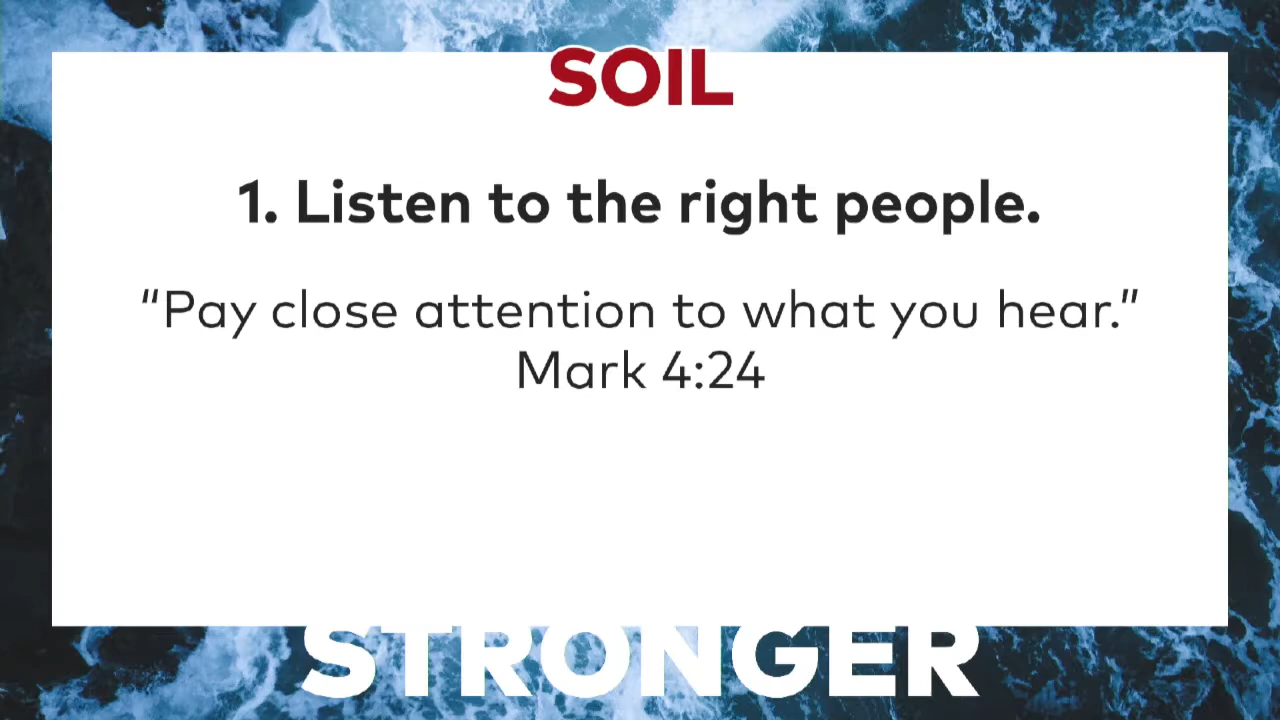 SOIL
1. Listen to the right people.
“Pay close attention to what you hear.”
Mark 4:24
STRONGER